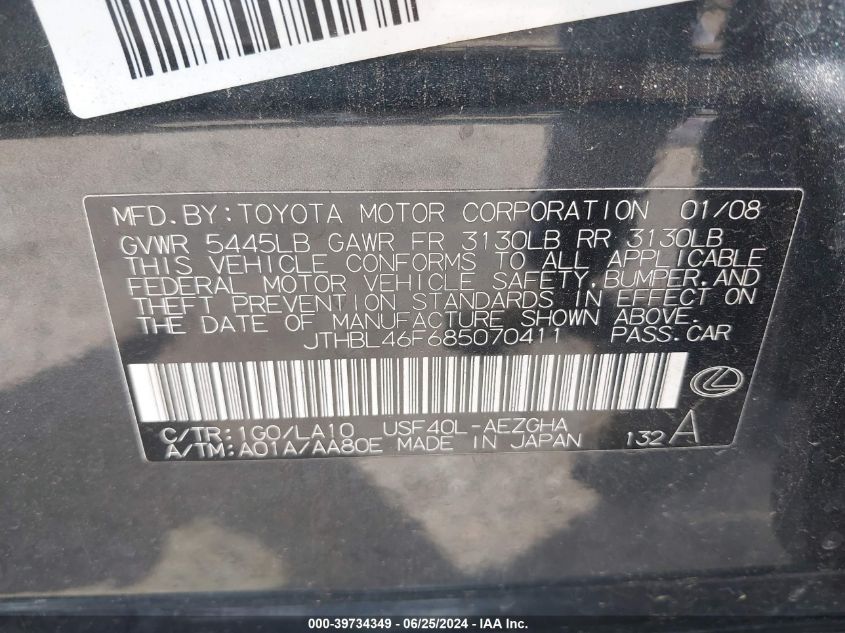 MFD. BY: TOYOTA MOTOR CORPORATION 01/08
GVWR 5445LB GAWR FR 3130LB RR 3130LB
THIS VEHICLE CONFORMS TO ALL APPLICABLE
FEDERAL MOTOR VEHICLE SAFETY, BUMPER, AND
THEFT PREVENTION STANDARDS IN EFFECT ON
THE DATE OF MANUFACTURE SHOWN ABOVE.
JTHBL46F685070411 PASS. CAR
C/TR: 1G0/LA10 USF40L-AEZGHA
A/TM: A01A/AA80E MADE IN JAPAN 132 A
000-39734349 - 06/25/2024 - IAA Inc.